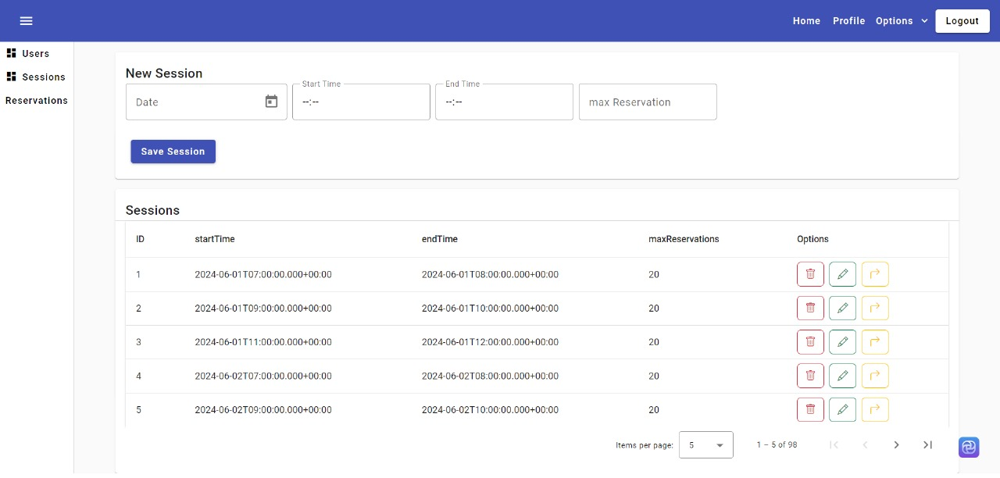 Home Profile Options Logout
Users
Sessions
Reservations
New Session
Start Time End Time
Date --:-- --:-- max Reservation
Save Session
Sessions
ID startTime endTime maxReservations Options
1 2024-06-01T07:00:00.000+00:00 2024-06-01T08:00:00.000+00:00 20
2 2024-06-01T09:00:00.000+00:00 2024-06-01T10:00:00.000+00:00 20
3 2024-06-01T11:00:00.000+00:00 2024-06-01T12:00:00.000+00:00 20
4 2024-06-02T07:00:00.000+00:00 2024-06-02T08:00:00.000+00:00 20
5 2024-06-02T09:00:00.000+00:00 2024-06-02T10:00:00.000+00:00 20
Items per page: 5 1 – 5 of 98